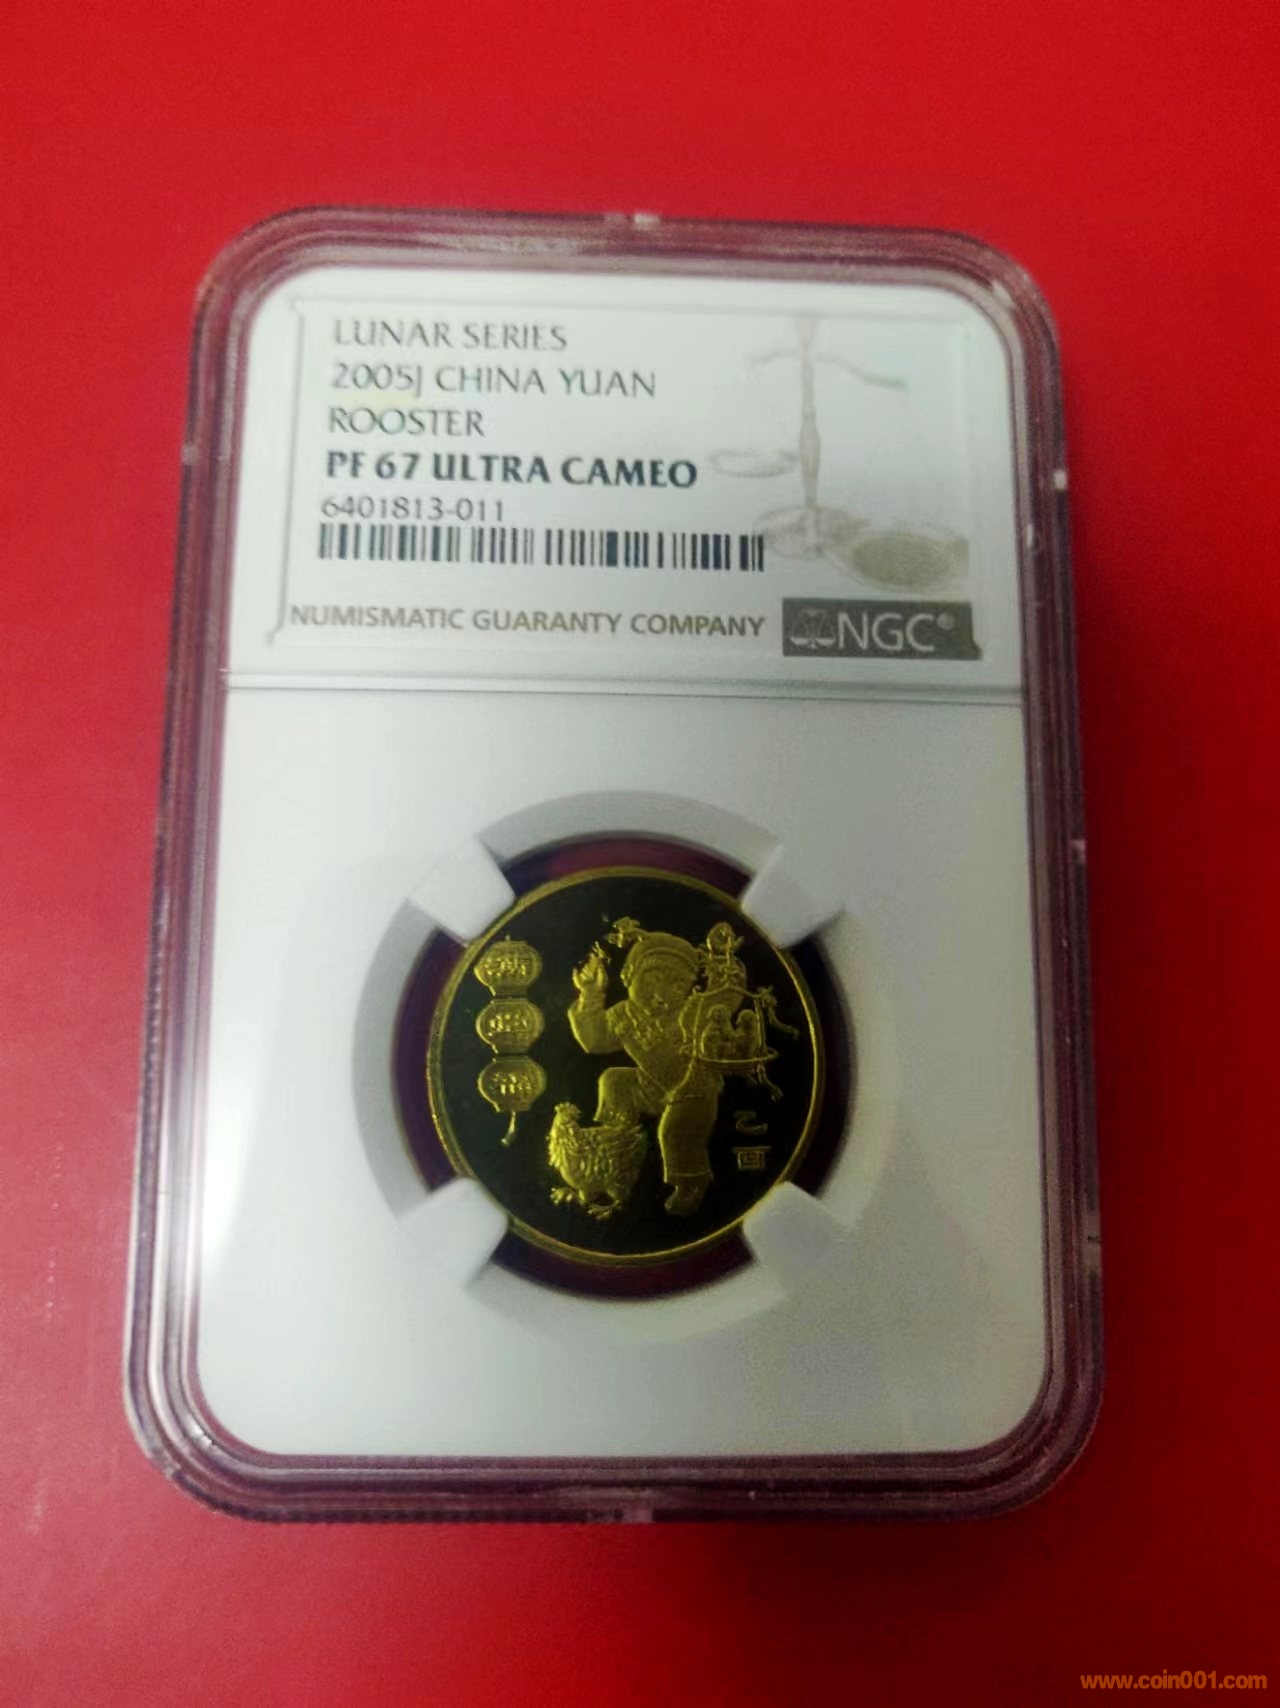 LUNAR SERIES
2005J CHINA YUAN
ROOSTER
PF 67 ULTRA CAMEO
6401813-011
NUMISMATIC GUARANTY COMPANY
NGC®
乙酉
www.coin001.com